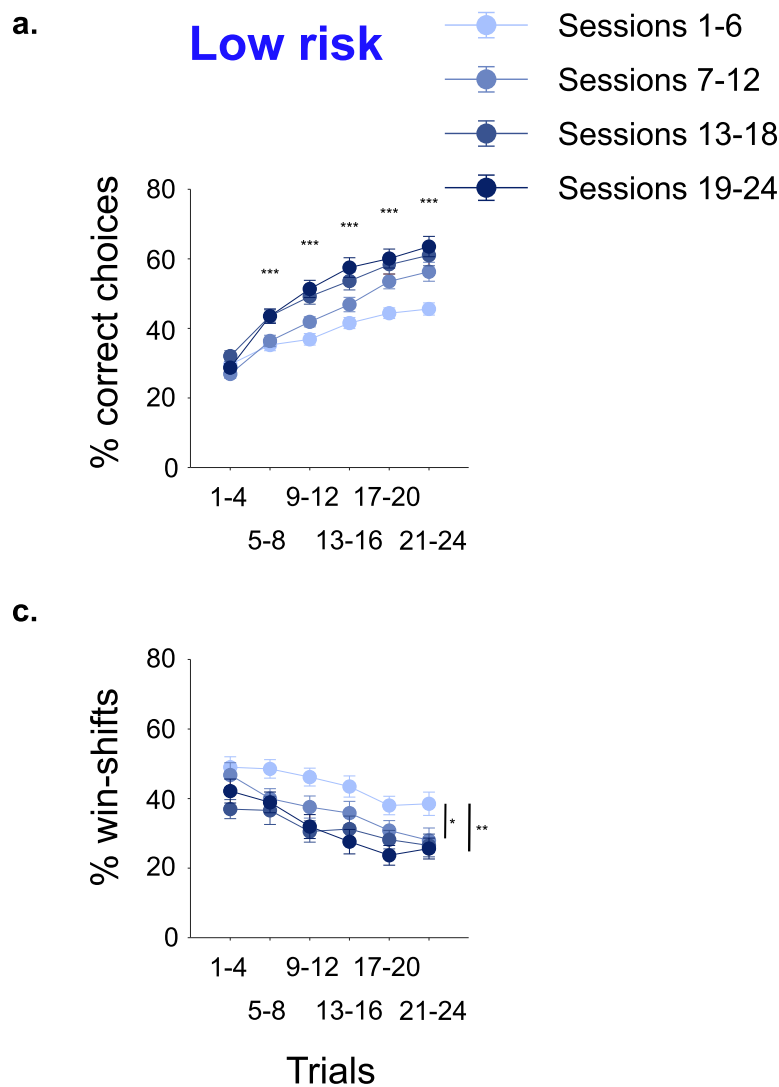 a.
Low risk
Sessions 1-6
Sessions 7-12
Sessions 13-18
Sessions 19-24
% correct choices
80
60
40
20
0
***
***
***
***
***
1-4
9-12
17-20
5-8
13-16
21-24
c.
% win-shifts
80
60
40
20
0
*
**
1-4
9-12
17-20
5-8
13-16
21-24
Trials